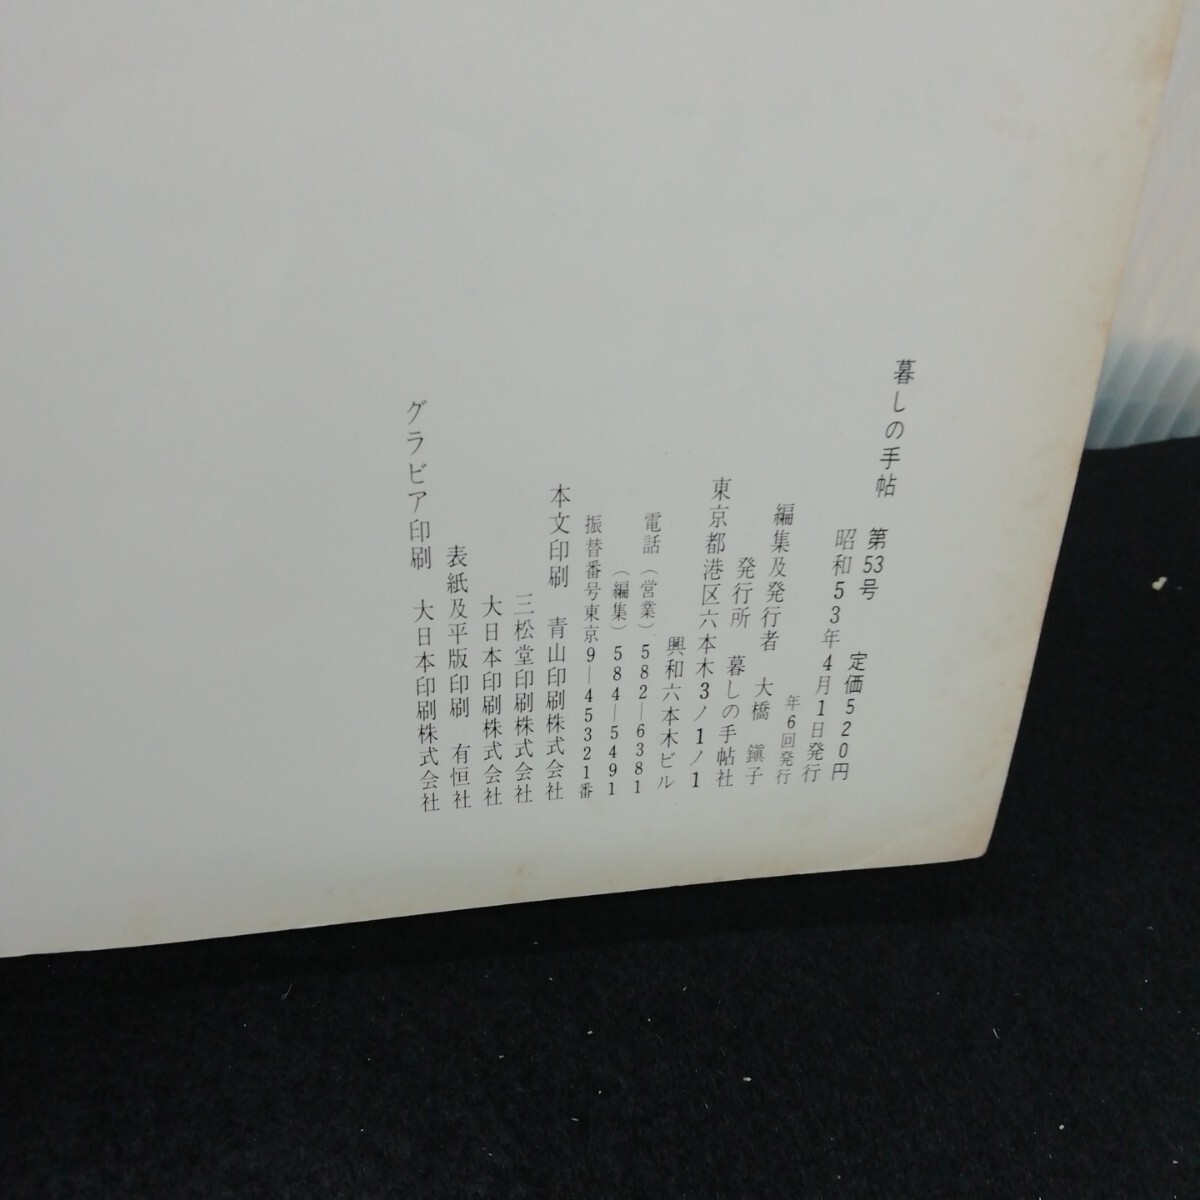 暮しの手帖 第53号 定価520円
昭和53年4月1日発行
年6回発行
編集及発行者 大橋 鎭子
発行所 暮しの手帖社
東京都港区六本木3ノ1ノ1
興和六本木ビル
電話(営業)582—6381
(編集)584—5491
振替番号東京9—45321番
本文印刷 青山印刷株式会社
三松堂印刷株式会社
大日本印刷株式会社
表紙及平版印刷 有恒社
グラビア印刷 大日本印刷株式会社